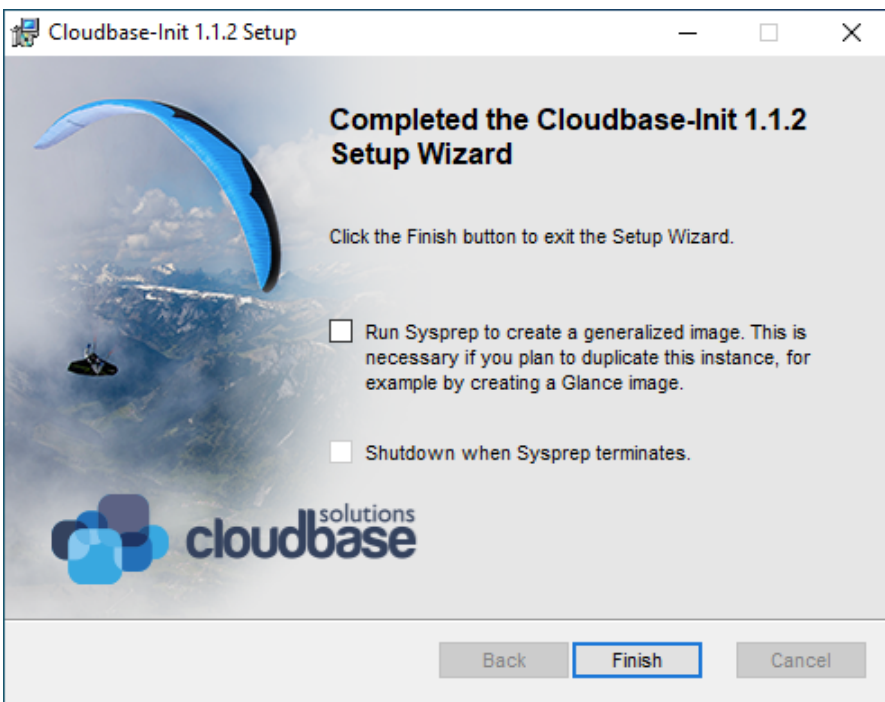 Cloudbase-Init 1.1.2 Setup
Completed the Cloudbase-Init 1.1.2
Setup Wizard
Click the Finish button to exit the Setup Wizard.
Run Sysprep to create a generalized image. This is
necessary if you plan to duplicate this instance, for
example by creating a Glance image.
Shutdown when Sysprep terminates.
solutions
cloudbase
Back
Finish
Cancel